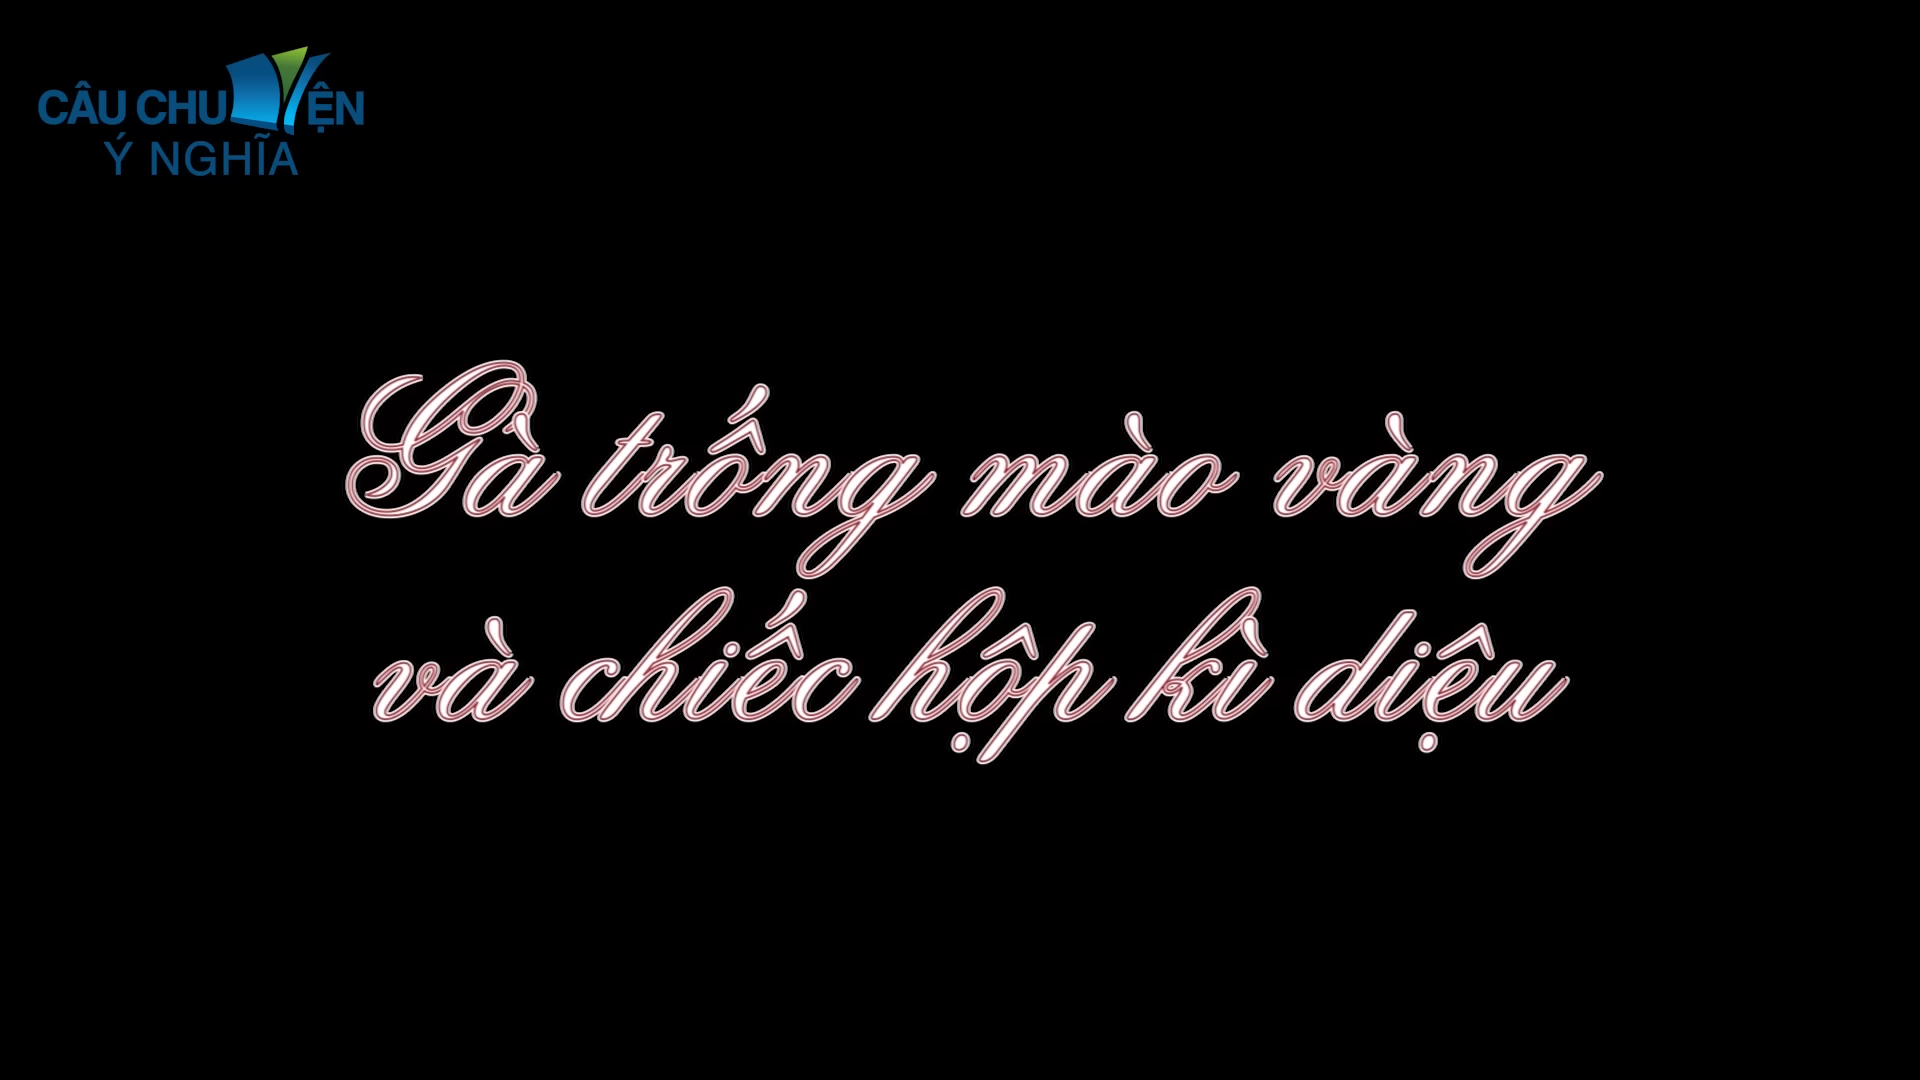 CÂU CHUYỆN
Ý NGHĨA
Gà trống mào vàng
và chiếc hộp kì diệu